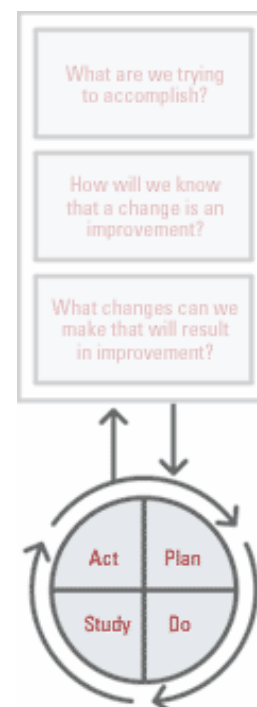 What are we trying
to accomplish?
How will we know
that a change is an
improvement?
What changes can we
make that will result
in improvement?
Act Plan
Study Do